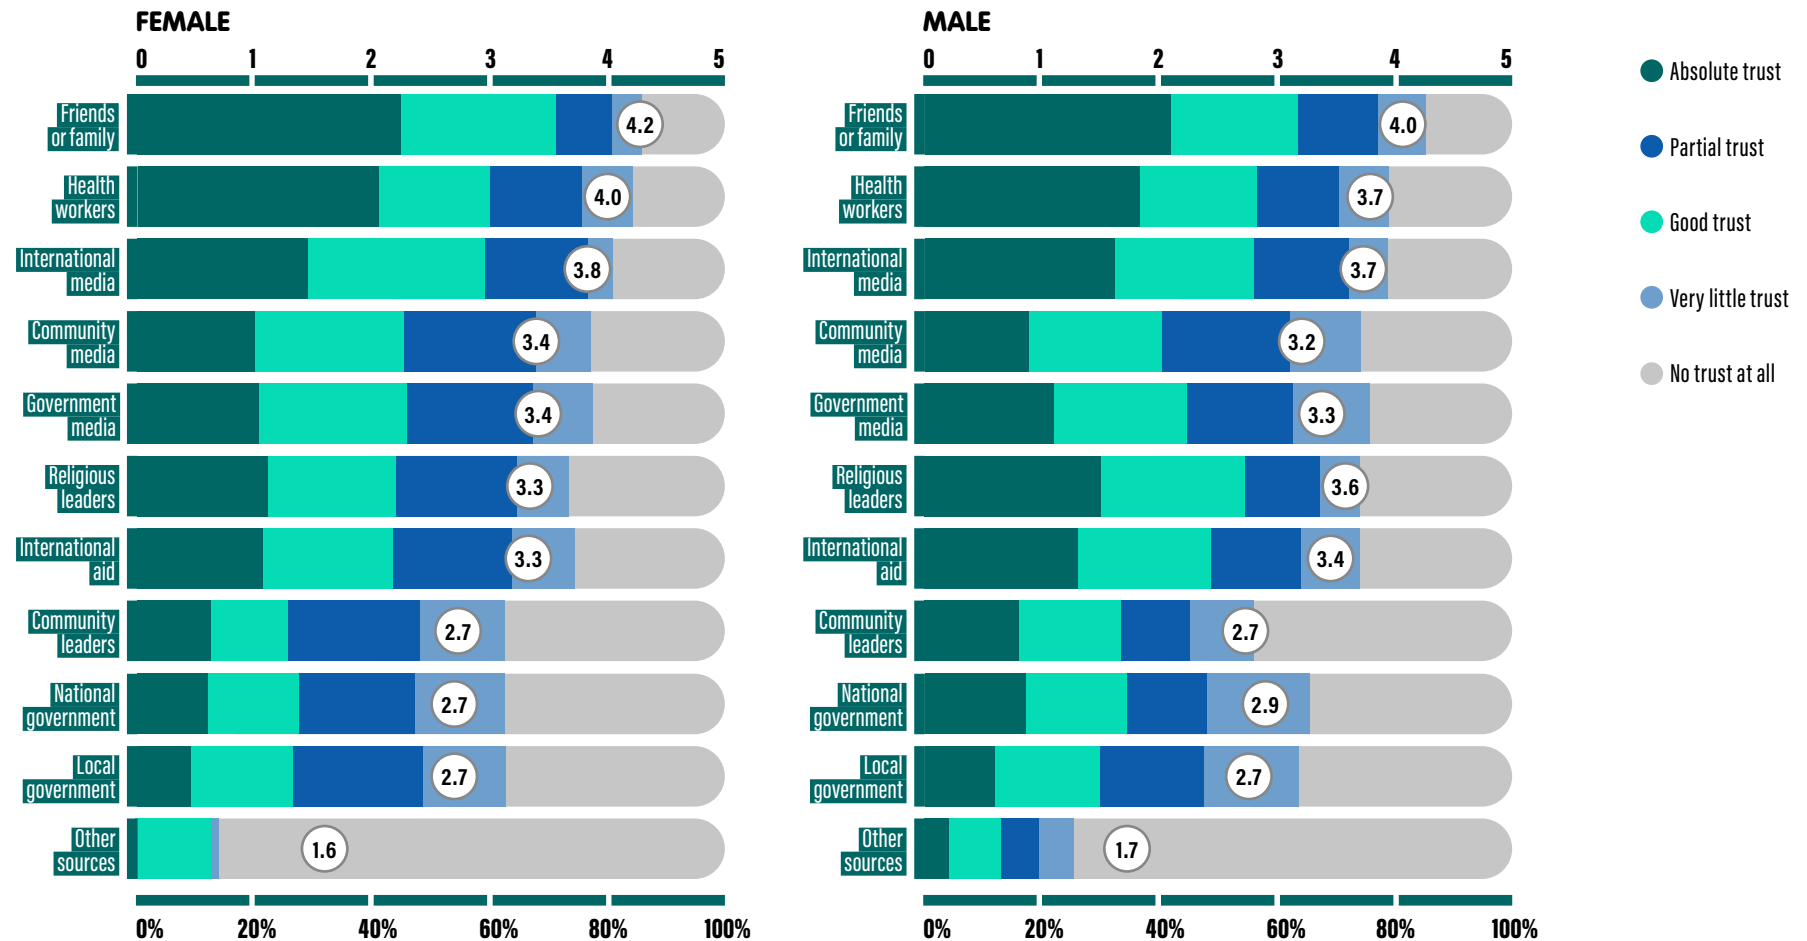 FEMALE
0 1 2 3 4 5
Friends
or family
4.2
Health
workers
4.0
International
media
3.8
Community
media
3.4
Government
media
3.4
Religious
leaders
3.3
International
aid
3.3
Community
leaders
2.7
National
government
2.7
Local
government
2.7
Other
sources
1.6
0% 20% 40% 60% 80% 100%
MALE
0 1 2 3 4 5
Friends
or family
4.0
Health
workers
3.7
International
media
3.7
Community
media
3.2
Government
media
3.3
Religious
leaders
3.6
International
aid
3.4
Community
leaders
2.7
National
government
2.9
Local
government
2.7
Other
sources
1.7
0% 20% 40% 60% 80% 100%
Absolute trust
Partial trust
Good trust
Very little trust
No trust at all